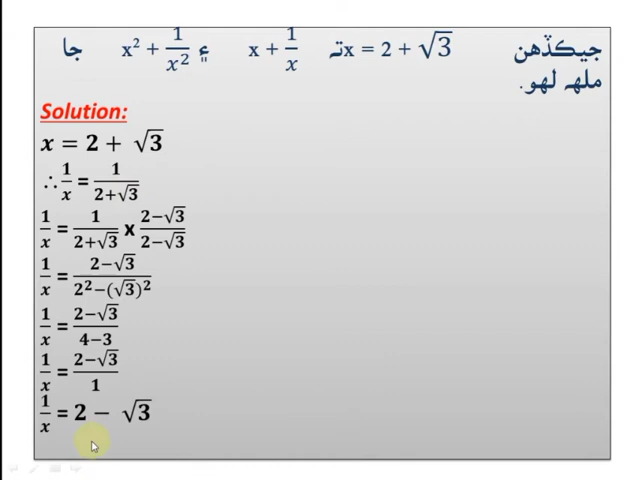 جيڪڏهن x = 2 + √3 تہ x + 1/x ۽ x² + 1/x² جا
ملهہ لهو.
Solution:
x = 2 + √3
∴ 1/x = 1/(2+√3)
1/x = 1/(2+√3) x (2−√3)/(2−√3)
1/x = (2−√3)/(2²−(√3)²)
1/x = (2−√3)/(4−3)
1/x = (2−√3)/1
1/x = 2 − √3